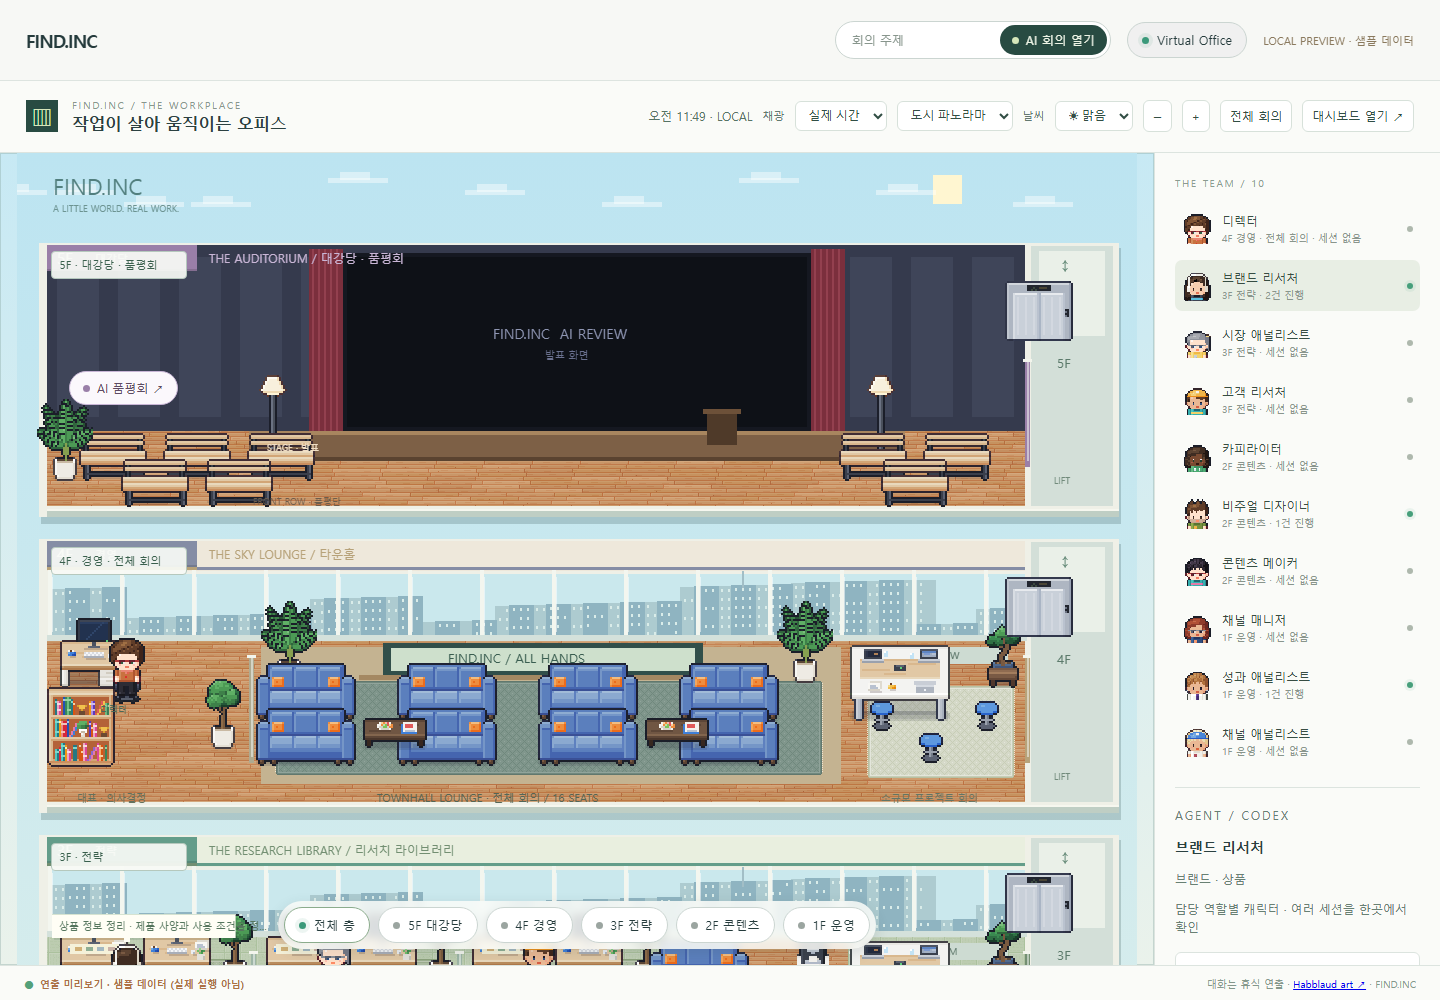 FIND.INC
회의 주제
AI 회의 열기
Virtual Office
LOCAL PREVIEW · 샘플 데이터
FIND.INC / THE WORKPLACE
작업이 살아 움직이는 오피스
오전 11:49 · LOCAL
채광
실제 시간
도시 파노라마
날씨
☀ 맑음
–
+
전체 회의
대시보드 열기 ↗
FIND.INC
A LITTLE WORLD. REAL WORK.
5F · 대강당 · 품평회
THE AUDITORIUM / 대강당 · 품평회
FIND.INC AI REVIEW
발표 화면
AI 품평회 ↗
STAGE · 발표
FRONT ROW · 품평단
↕
5F
LIFT
4F · 경영 · 전체 회의
THE SKY LOUNGE / 타운홀
FIND.INC / ALL HANDS
W
대표 · 의사결정
TOWNHALL LOUNGE · 전체 회의 / 16 SEATS
소규모 프로젝트 회의
↕
4F
LIFT
3F · 전략
THE RESEARCH LIBRARY / 리서치 라이브러리
상품 정보 정리 · 제품 사양과 사용 조건
↕
3F
M
전체 층
5F 대강당
4F 경영
3F 전략
2F 콘텐츠
1F 운영
THE TEAM / 10
디렉터
4F 경영 · 전체 회의 · 세션 없음
브랜드 리서처
3F 전략 · 2건 진행
시장 애널리스트
3F 전략 · 세션 없음
고객 리서처
3F 전략 · 세션 없음
카피라이터
2F 콘텐츠 · 세션 없음
비주얼 디자이너
2F 콘텐츠 · 1건 진행
콘텐츠 메이커
2F 콘텐츠 · 세션 없음
채널 매니저
1F 운영 · 세션 없음
성과 애널리스트
1F 운영 · 1건 진행
채널 애널리스트
1F 운영 · 세션 없음
AGENT / CODEX
브랜드 리서처
브랜드 · 상품
담당 역할별 캐릭터 · 여러 세션을 한곳에서
확인
연출 미리보기 · 샘플 데이터 (실제 실행 아님)
대화는 휴식 연출 · Habblaud art ↗ · FIND.INC